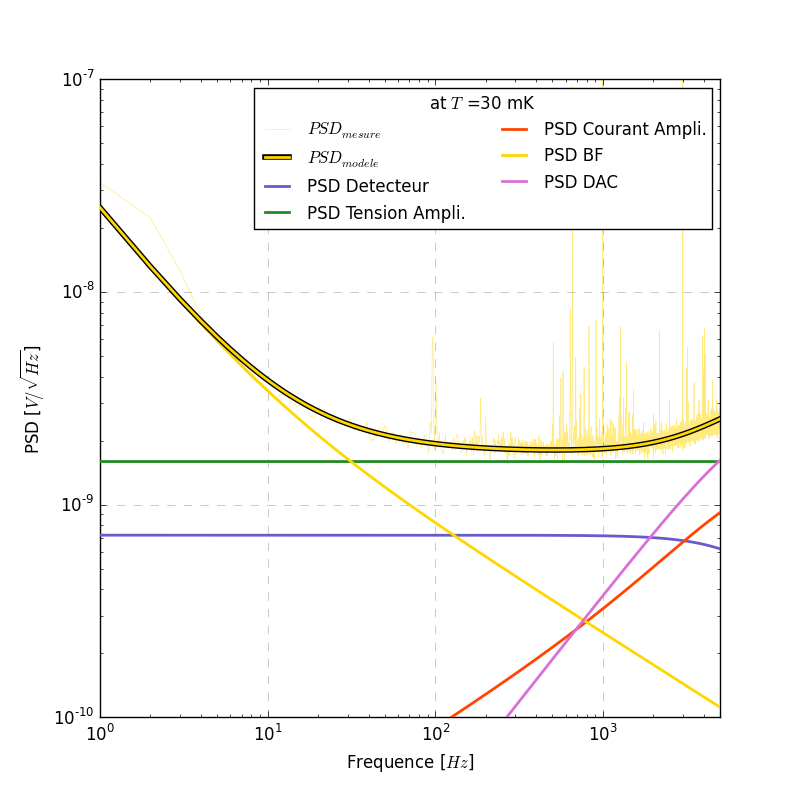 at T =30 mK
PSD_mesure
PSD_modele
PSD Detecteur
PSD Tension Ampli.
PSD Courant Ampli.
PSD BF
PSD DAC
10^-7
10^-8
10^-9
10^-10
PSD [V/√Hz]
10^0 10^1 10^2 10^3
Frequence [Hz]